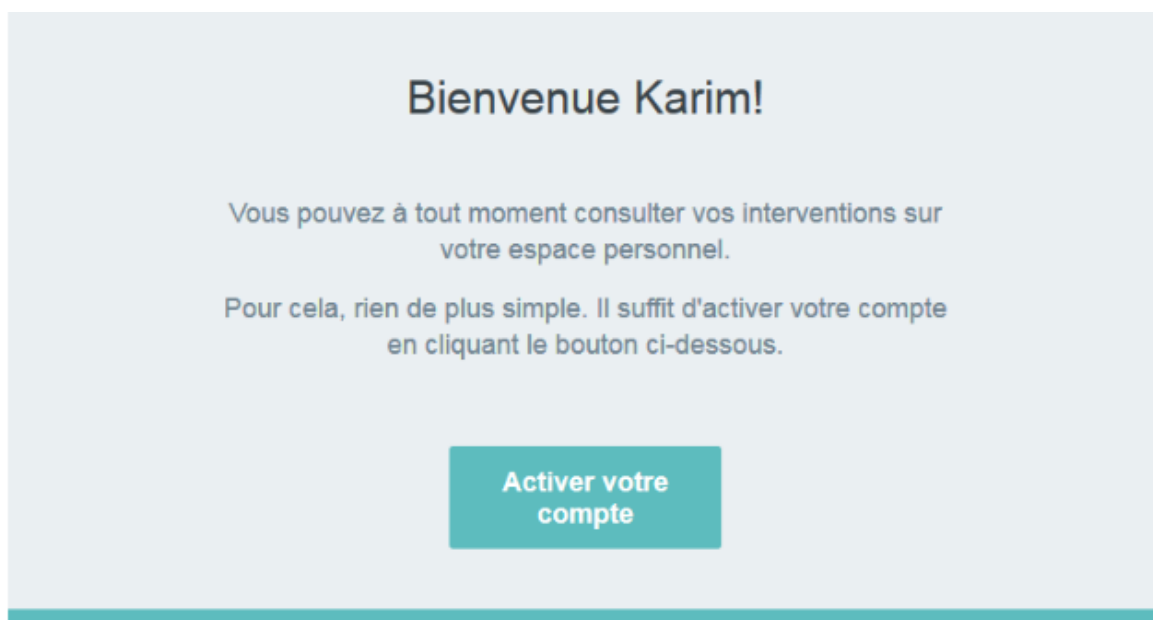 Bienvenue Karim!
Vous pouvez à tout moment consulter vos interventions sur
votre espace personnel.
Pour cela, rien de plus simple. Il suffit d'activer votre compte
en cliquant le bouton ci-dessous.
Activer votre
compte